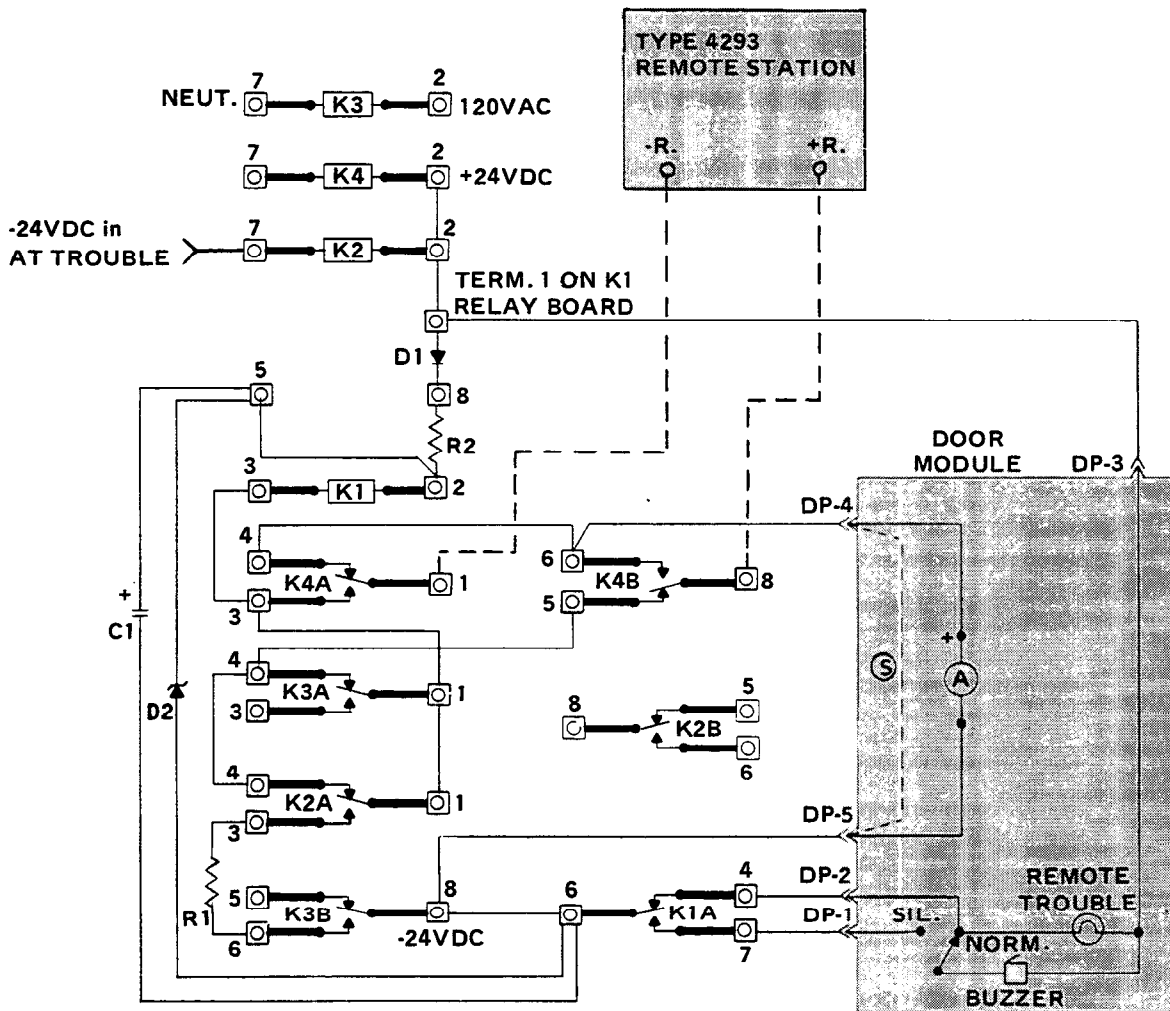 TYPE 4293
REMOTE STATION
-R. +R.
7 2
NEUT. K3 120VAC
7 2
K4 +24VDC
-24VDC in
AT TROUBLE
7 2
K2
TERM. 1 ON K1
RELAY BOARD
D1
5
8
R2
DOOR
MODULE
DP-3
3
K1 2
DP-4
4
K4A 1
3
6
K4B 8
5
+
C1
D2
4
K3A 1
3
S
+
A
8 K2B 5
6
4
K2A 1
3
DP-5
R1
5
K3B 8
6
-24VDC
6 K1A 4
7
DP-2
DP-1
SIL.
REMOTE
TROUBLE
NORM.
BUZZER